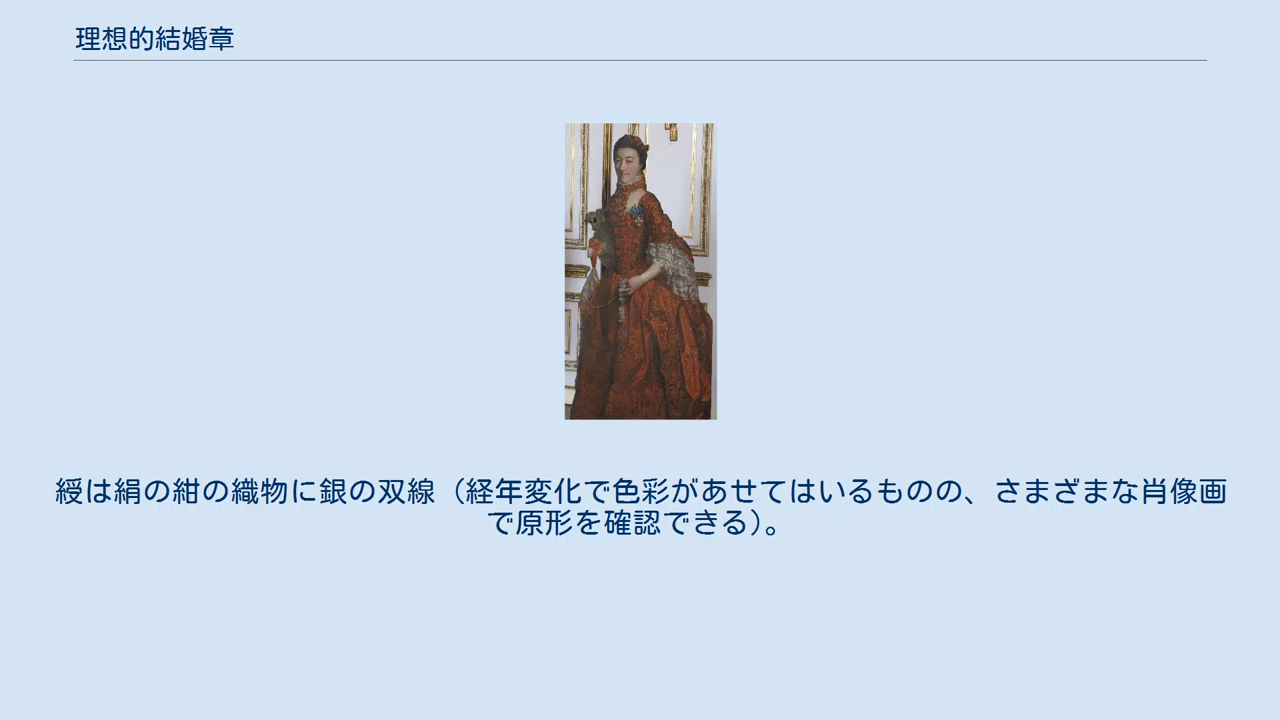 理想的結婚章
綬は絹の紺の織物に銀の双線（経年変化で色彩があせてはいるものの、さまざまな肖像画
で原形を確認できる）。